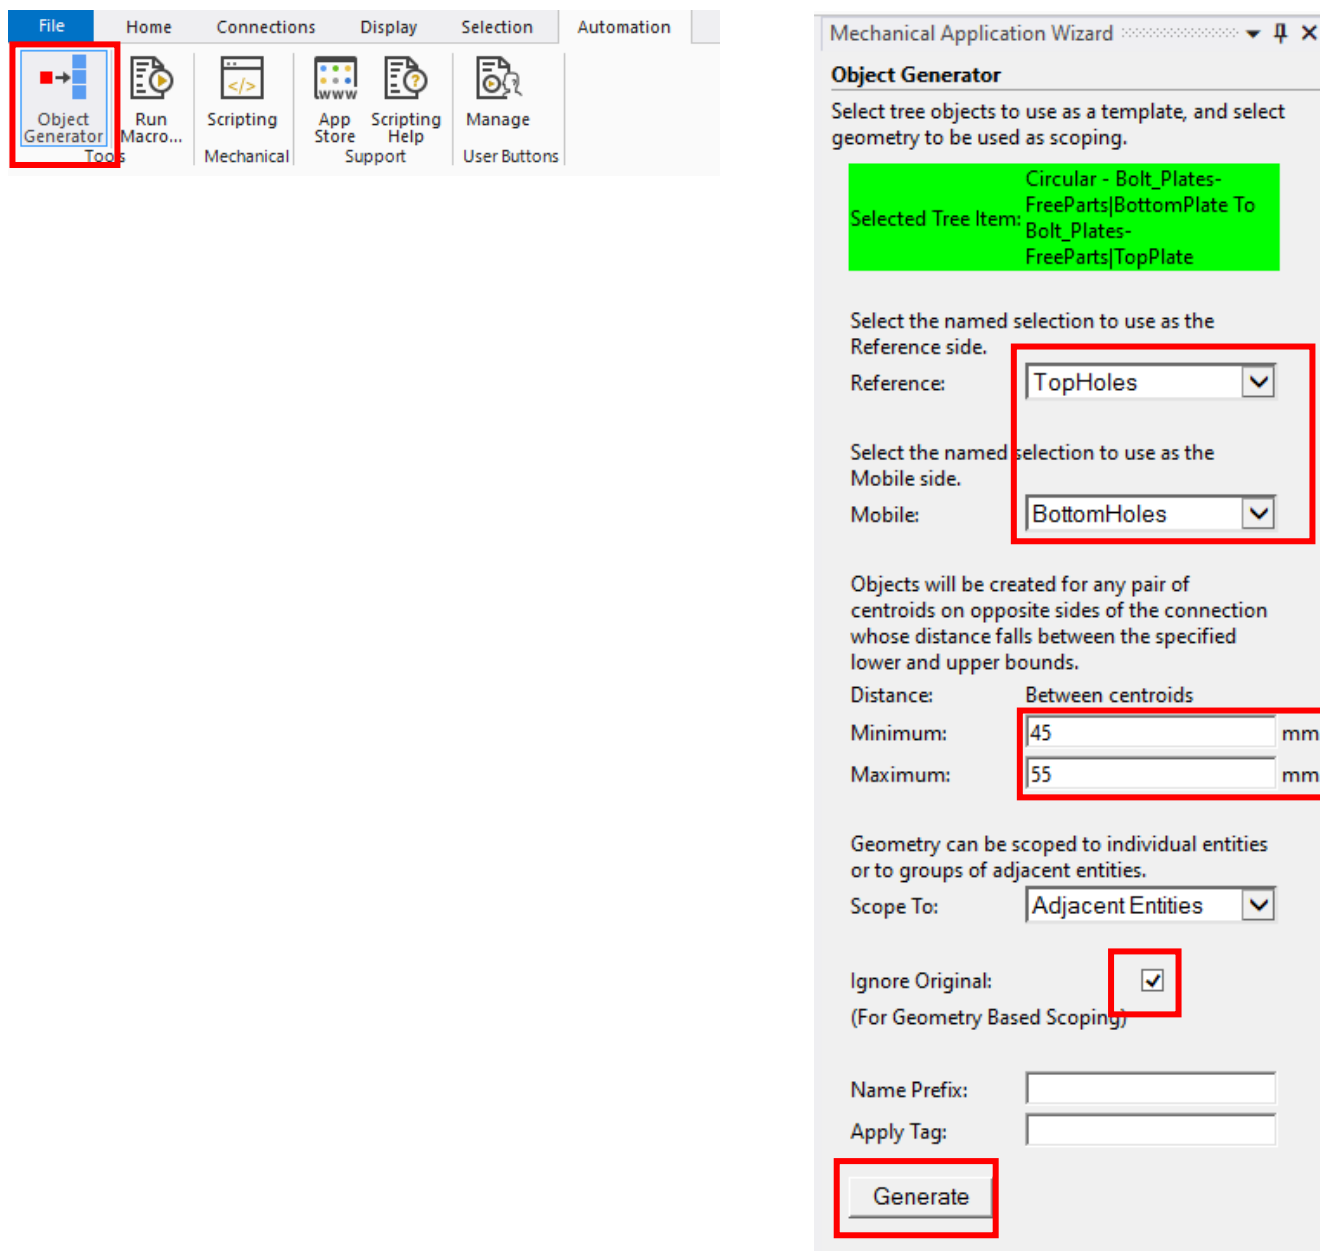 File Home Connections Display Selection Automation
</>
www
Object Run Scripting App Scripting Manage
Generator Macro... Store Help
Tools Mechanical Support User Buttons
Mechanical Application Wizard
Object Generator
Select tree objects to use as a template, and select
geometry to be used as scoping.
Circular - Bolt_Plates-
FreeParts|BottomPlate To
Selected Tree Item:
Bolt_Plates-
FreeParts|TopPlate
Select the named selection to use as the
Reference side.
Reference: TopHoles
Select the named selection to use as the
Mobile side.
Mobile: BottomHoles
Objects will be created for any pair of
centroids on opposite sides of the connection
whose distance falls between the specified
lower and upper bounds.
Distance: Between centroids
Minimum: 45 mm
Maximum: 55 mm
Geometry can be scoped to individual entities
or to groups of adjacent entities.
Scope To: Adjacent Entities
Ignore Original:
(For Geometry Based Scoping)
Name Prefix:
Apply Tag:
Generate